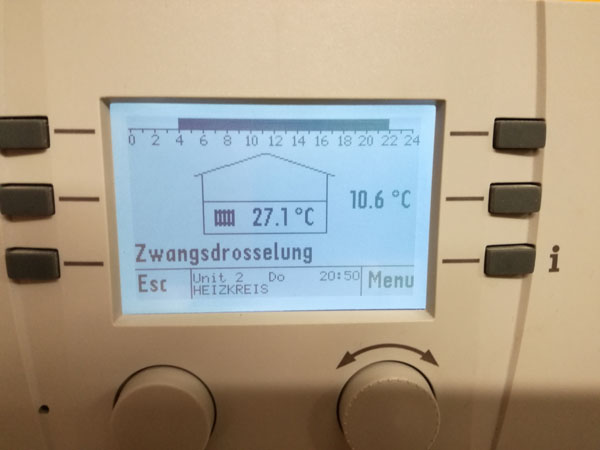 0 2 4 6 8 10 12 14 16 18 20 22 24
10.6 °C
27.1 °C
Zwangsdrosselung
Esc Unit 2 Do 20:50 Menu
HEIZKREIS
i